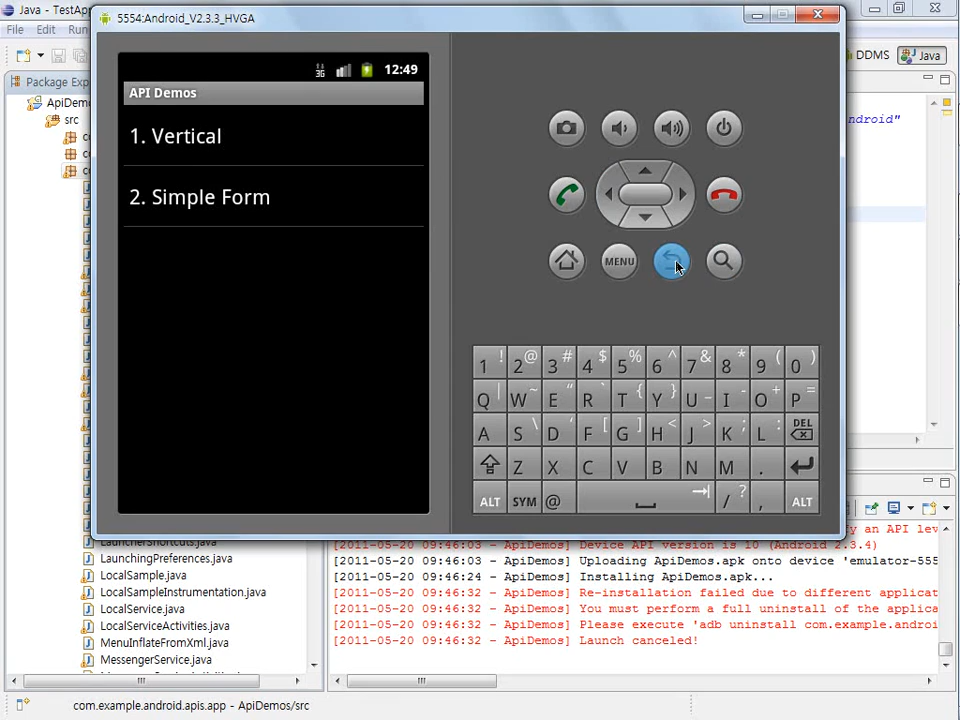 Java - TestAp
5554:Android_V2.3.3_HVGA
File Edit Run
DDMS
Java
Package Exp
ApiDemo
src
3G 12:49
API Demos
1. Vertical
2. Simple Form
MENU
1 ! 2 @ 3 # 4 $ 5 % 6 ^ 7 & 8 * 9 ( 0 )
Q | W ~ E " R ` T { Y } U _ I - O + P =
A S \ D ' F [ G ] H < J > K ; L : DEL
Z X C V B N M .
ALT SYM @ / ? , ALT
ndroid"
LauncherShortcuts.java
LaunchingPreferences.java
LocalSample.java
LocalSampleInstrumentation.java
LocalService.java
LocalServiceActivities.java
MenuInflateFromXml.java
MessengerService.java
fy an API lev
[2011-05-20 09:46:03 - ApiDemos] Device API version is 10 (Android 2.3.4)
[2011-05-20 09:46:03 - ApiDemos] Uploading ApiDemos.apk onto device 'emulator-555
[2011-05-20 09:46:24 - ApiDemos] Installing ApiDemos.apk...
[2011-05-20 09:46:32 - ApiDemos] Re-installation failed due to different applicat
[2011-05-20 09:46:32 - ApiDemos] You must perform a full uninstall of the applica
[2011-05-20 09:46:32 - ApiDemos] Please execute 'adb uninstall com.example.androi
[2011-05-20 09:46:32 - ApiDemos] Launch canceled!
com.example.android.apis.app - ApiDemos/src